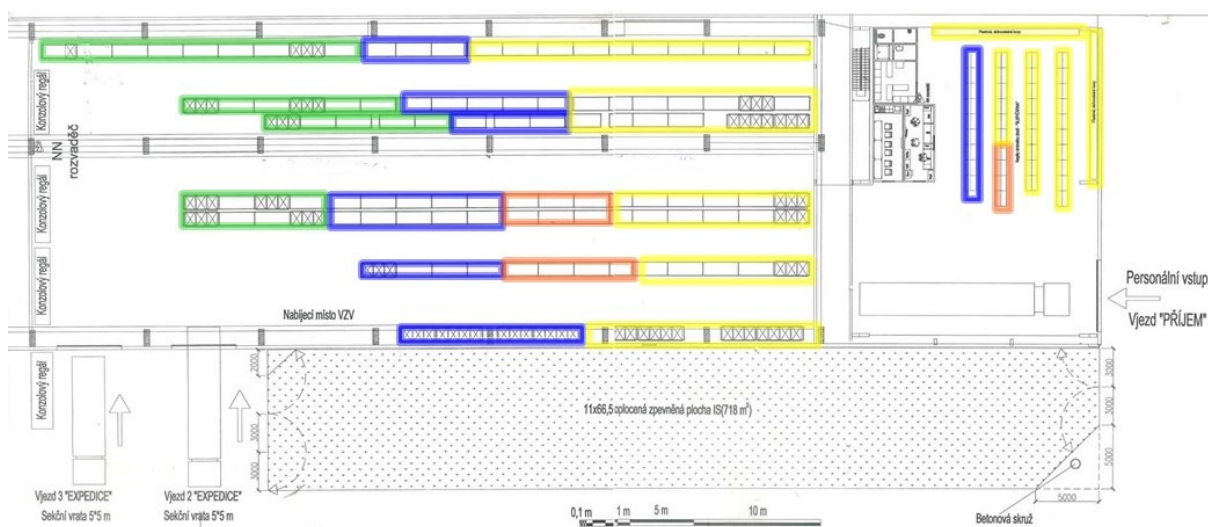 Konzolový regál
NN
rozvaděč
Konzolový regál
Konzolový regál
Nabíjecí místo VZV
Personální vstup
Vjezd "PŘÍJEM"
Konzolový regál
2000
3000
3000
11x66,5 oplocená zpevněná plocha IS(718 m²)
3000
3000
5000
5000
Vjezd 3 "EXPEDICE"
Sekční vrata 5*5 m
Vjezd 2 "EXPEDICE"
Sekční vrata 5*5 m
0,1 m 1 m 5 m 10 m
Betonová skruž